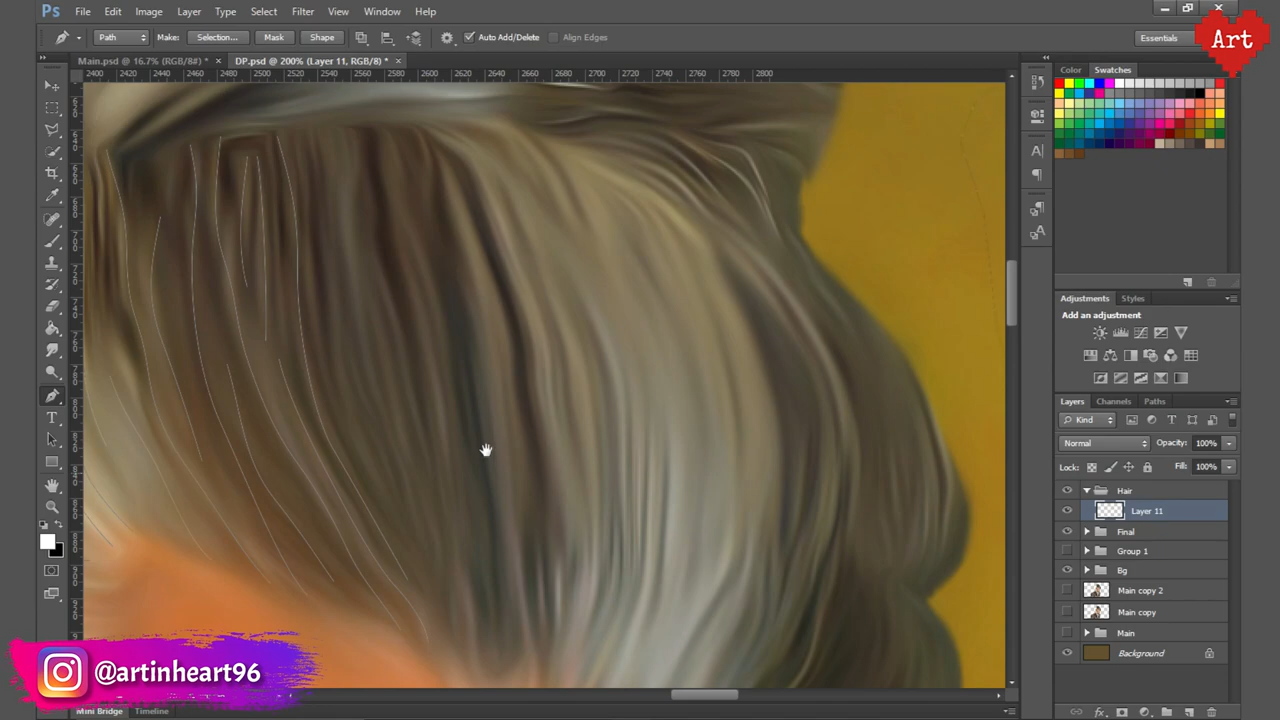 Ps File Edit Image Layer Type Select Filter View Window Help
Path Make: Selection... Mask Shape Auto Add/Delete Align Edges Essentials
Art
Main.psd @ 16.7% (RGB/8#) * × DP.psd @ 200% (Layer 11, RGB/8) * ×
Color Swatches
2400 2420 2440 2460 2480 2500 2520 2540 2560 2580 2600 2620 2640 2660 2680 2700 2720 2740 2760 2780 2800
Adjustments Styles
Add an adjustment
Layers Channels Paths
Kind
Normal Opacity: 100%
Lock: Fill: 100%
Hair
Layer 11
Final
Group 1
Bg
Main copy 2
Main copy
Main
Background
@artinheart96
Mini Bridge Timeline